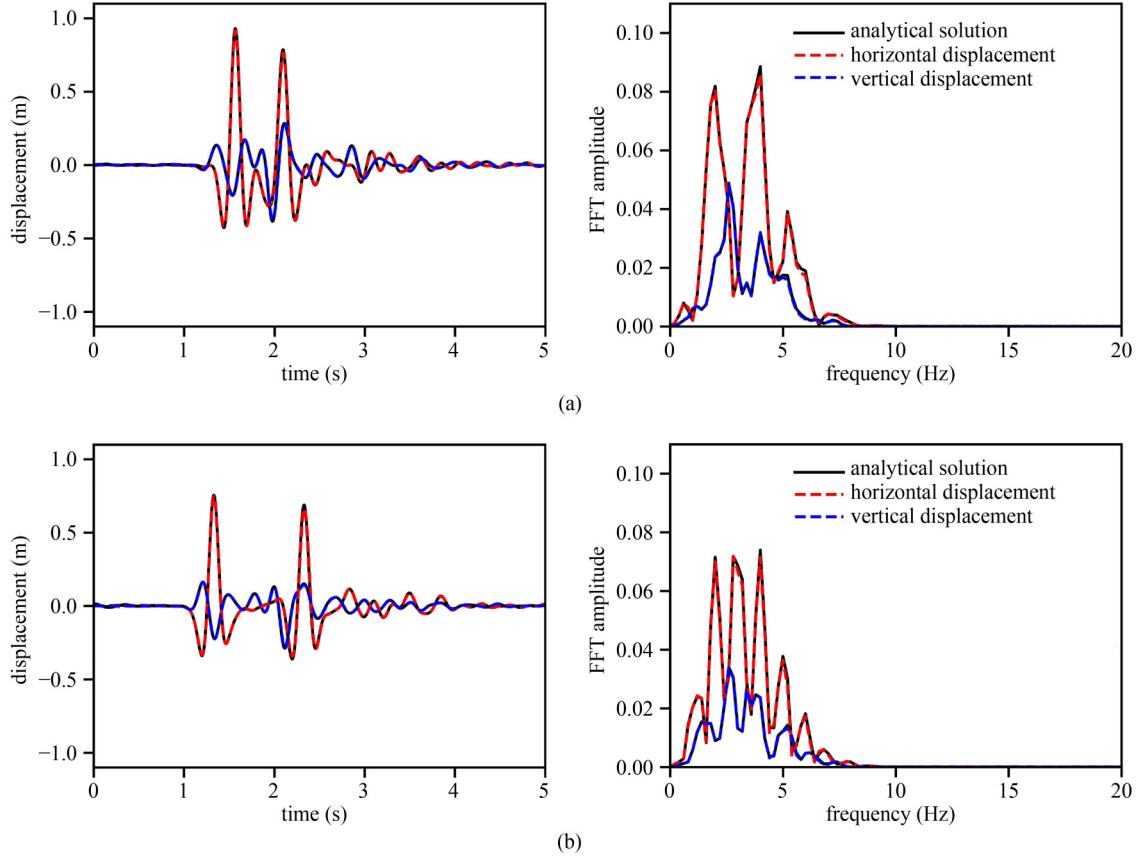 1.0
0.5
0.0
−0.5
−1.0
displacement (m)
0 1 2 3 4 5
time (s)
0.10
0.08
0.06
0.04
0.02
0.00
FFT amplitude
analytical solution
horizontal displacement
vertical displacement
0 5 10 15 20
frequency (Hz)
(a)
1.0
0.5
0.0
−0.5
−1.0
displacement (m)
0 1 2 3 4 5
time (s)
0.10
0.08
0.06
0.04
0.02
0.00
FFT amplitude
analytical solution
horizontal displacement
vertical displacement
0 5 10 15 20
frequency (Hz)
(b)